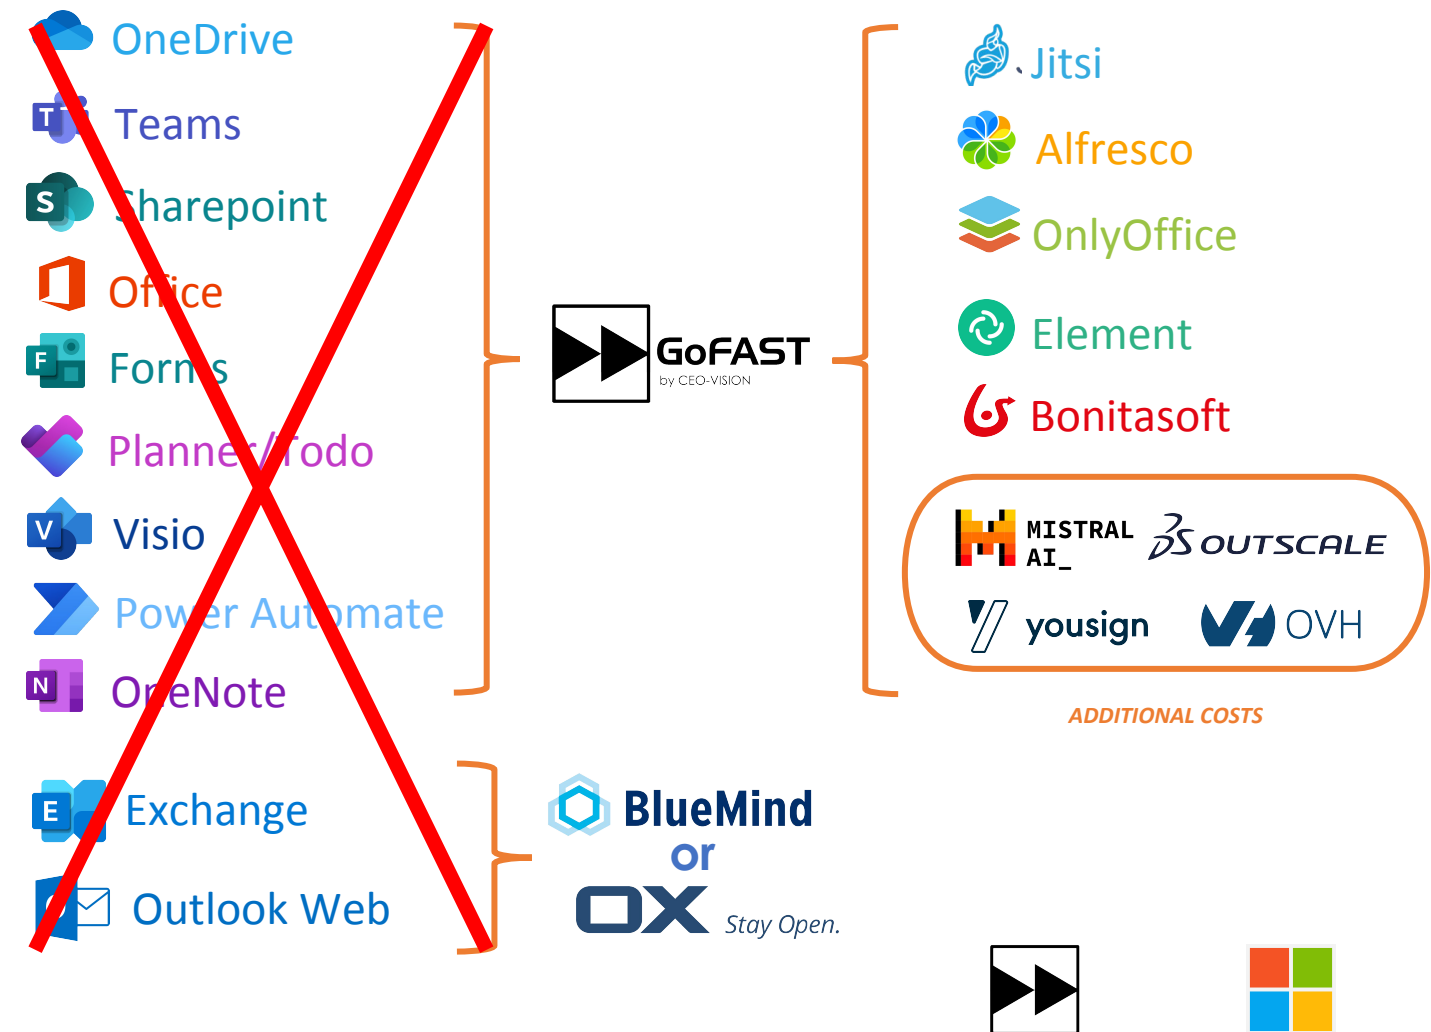 OneDrive
Teams
Sharepoint
Office
Forms
Planner/Todo
Visio
Power Automate
OneNote
Exchange
Outlook Web
GoFAST
by CEO-VISION
BlueMind
or
OX Stay Open.
Jitsi
Alfresco
OnlyOffice
Element
Bonitasoft
MISTRAL
AI_
3DS OUTSCALE
yousign
OVH
ADDITIONAL COSTS